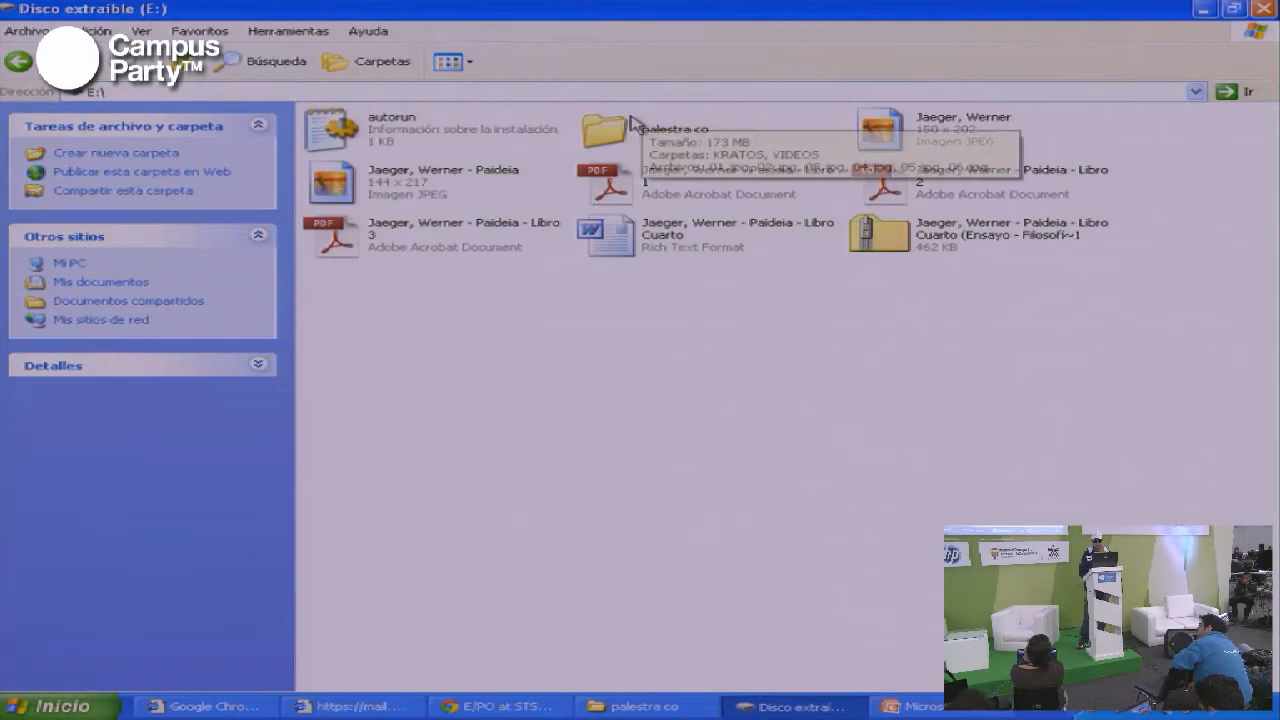 Disco extraible (E:)
Archivo Ver Favoritos Herramientas Ayuda
Campus
Party™
Búsqueda Carpetas
Dirección E:\ Ir
Tareas de archivo y carpeta
Crear nueva carpeta
Publicar esta carpeta en Web
Compartir esta carpeta
Otros sitios
Mi PC
Mis documentos
Documentos compartidos
Mis sitios de red
Detalles
autorun
Información sobre la instalación
1 KB
palestra co
Tamaño: 173 MB
Carpetas: KRATOS, VIDEOS
Jaeger, Werner
150 x 202
Imagen JPEG
Jaeger, Werner - Paideia
144 x 217
Imagen JPEG
PDF
1
Adobe Acrobat Document
Paideia - Libro
2
Adobe Acrobat Document
PDF
Jaeger, Werner - Paideia - Libro
3
Adobe Acrobat Document
Jaeger, Werner - Paideia - Libro
Cuarto
Rich Text Format
Jaeger, Werner - Paideia - Libro
Cuarto (Ensayo - Filosofi~1
462 KB
hp
Inicio
Google Chro...
https://mail....
E/PO at STS...
palestra co
Disco extraí...
Micros